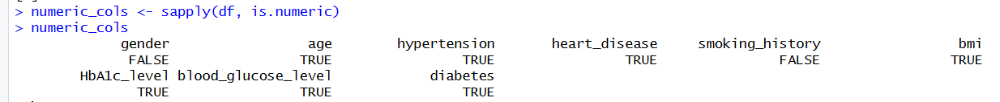 > numeric_cols <- sapply(df, is.numeric)
> numeric_cols
gender age hypertension heart_disease smoking_history bmi
FALSE TRUE TRUE TRUE FALSE TRUE
HbA1c_level blood_glucose_level diabetes
TRUE TRUE TRUE